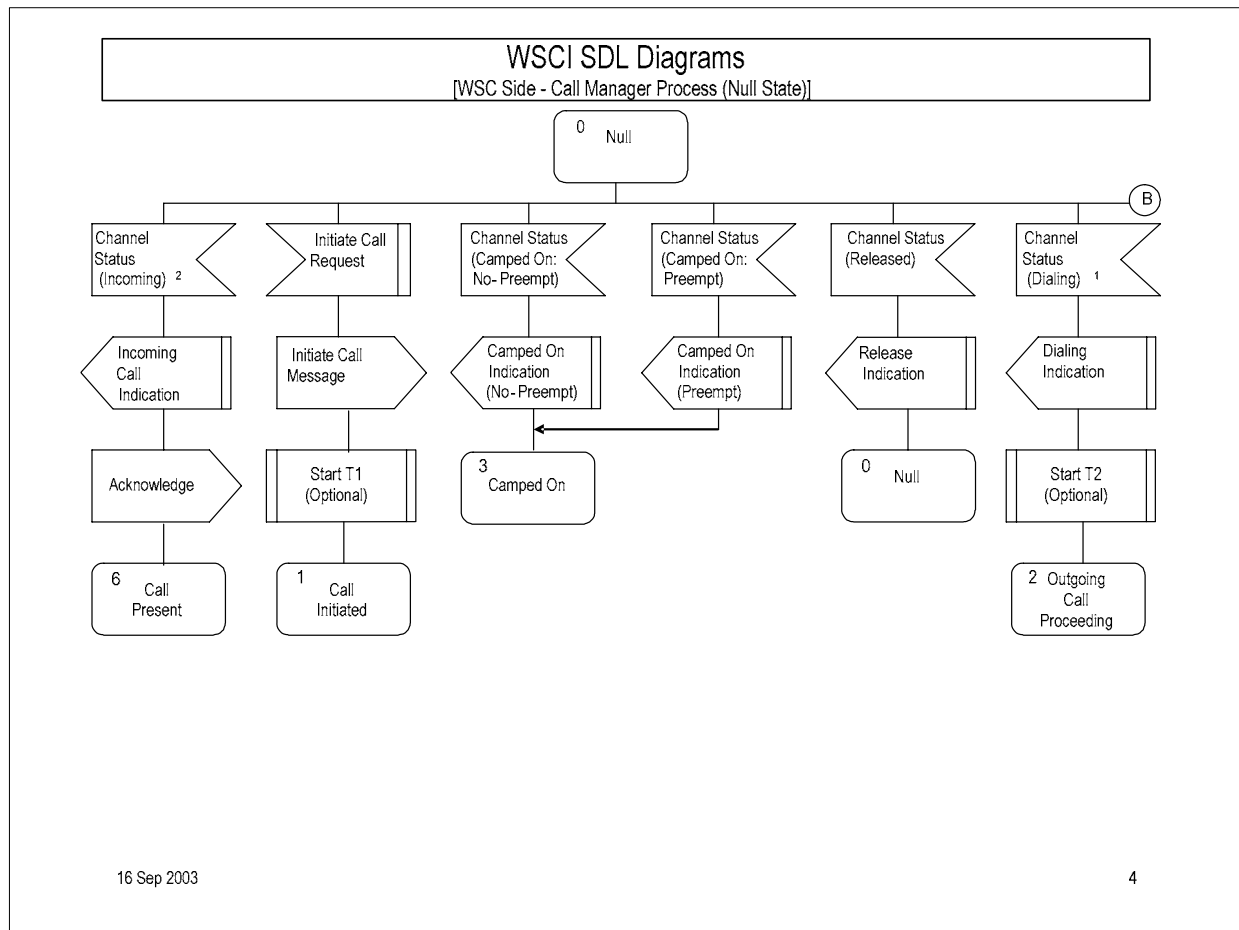 WSCI SDL Diagrams
[WSC Side - Call Manager Process (Null State)]
0
Null
B
Channel
Status
(Incoming) 2
Initiate Call
Request
Channel Status
(Camped On:
No- Preempt)
Channel Status
(Camped On:
Preempt)
Channel Status
(Released)
Channel
Status
(Dialing) 1
Incoming
Call
Indication
Initiate Call
Message
Camped On
Indication
(No- Preempt)
Camped On
Indication
(Preempt)
Release
Indication
Dialing
Indication
Acknowledge
Start T1
(Optional)
3
Camped On
0
Null
Start T2
(Optional)
6
Call
Present
1
Call
Initiated
2 Outgoing
Call
Proceeding
16 Sep 2003
4